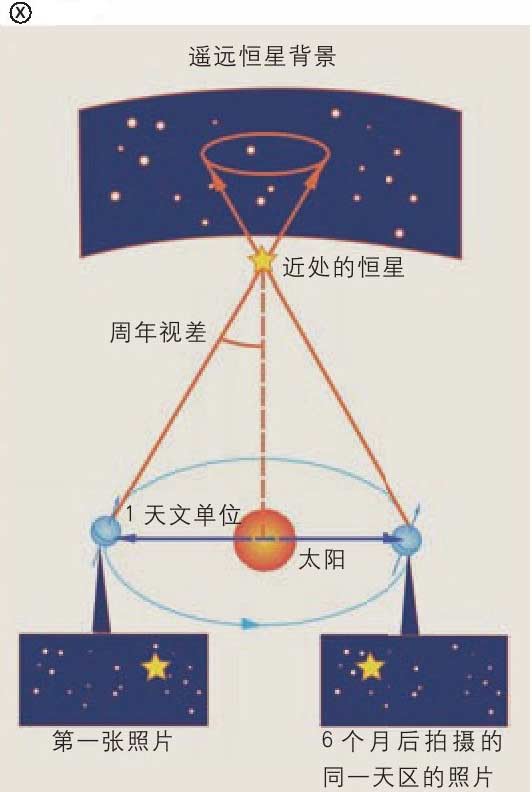 ⓧ
遥远恒星背景
近处的恒星
周年视差
1 天文单位
太阳
第一张照片
6 个月后拍摄的
同一天区的照片